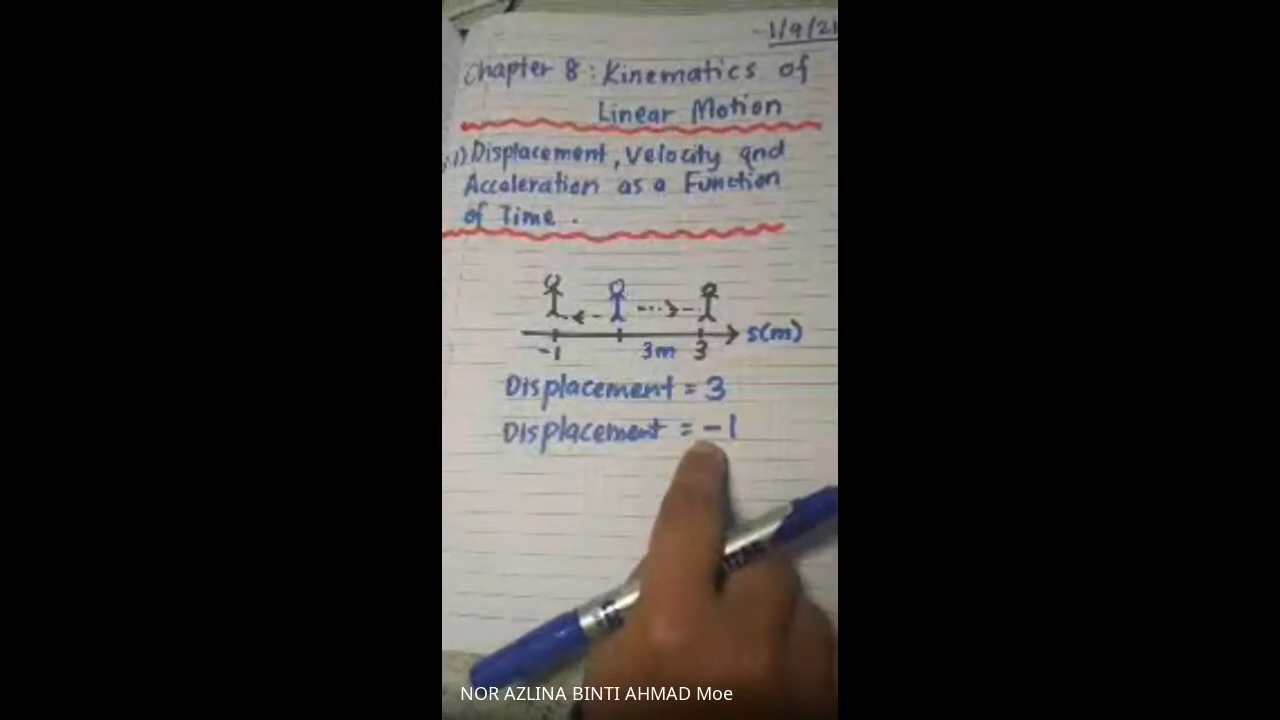 1/9/21
Chapter 8 : Kinematics of
Linear Motion
1) Displacement, Velocity and
Acceleration as a Function
of Time .
s(m)
-1 3m 3
Displacement = 3
Displacement = -1
NOR AZLINA BINTI AHMAD Moe